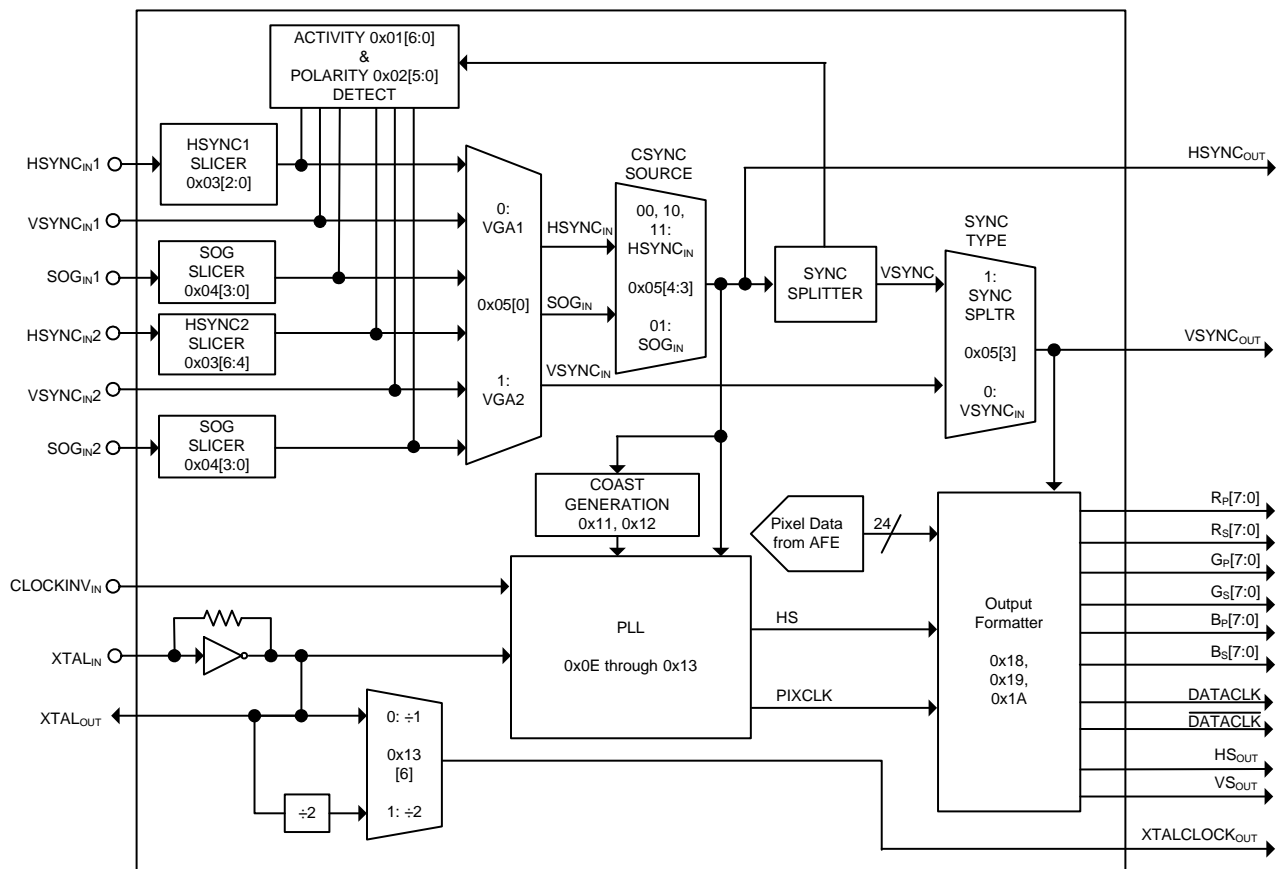 ACTIVITY 0x01[6:0]
&
POLARITY 0x02[5:0]
DETECT
HSYNCIN1
HSYNC1
SLICER
0x03[2:0]
VSYNCIN1
SOGIN1
SOG
SLICER
0x04[3:0]
HSYNCIN2
HSYNC2
SLICER
0x03[6:4]
VSYNCIN2
SOGIN2
SOG
SLICER
0x04[3:0]
0:
VGA1
0x05[0]
1:
VGA2
HSYNCIN
SOGIN
VSYNCIN
CSYNC
SOURCE
00, 10,
11:
HSYNCIN
0x05[4:3]
01:
SOGIN
SYNC
SPLITTER
VSYNC
SYNC
TYPE
1:
SYNC
SPLTR
0x05[3]
0:
VSYNCIN
HSYNCOUT
VSYNCOUT
COAST
GENERATION
0x11, 0x12
Pixel Data
from AFE
24
CLOCKINVIN
XTALIN
XTALOUT
PLL
0x0E through 0x13
HS
PIXCLK
Output
Formatter
0x18,
0x19,
0x1A
÷2
0: ÷1
0x13
[6]
1: ÷2
RP[7:0]
RS[7:0]
GP[7:0]
GS[7:0]
BP[7:0]
BS[7:0]
DATACLK
DATACLK
HSOUT
VSOUT
XTALCLOCKOUT